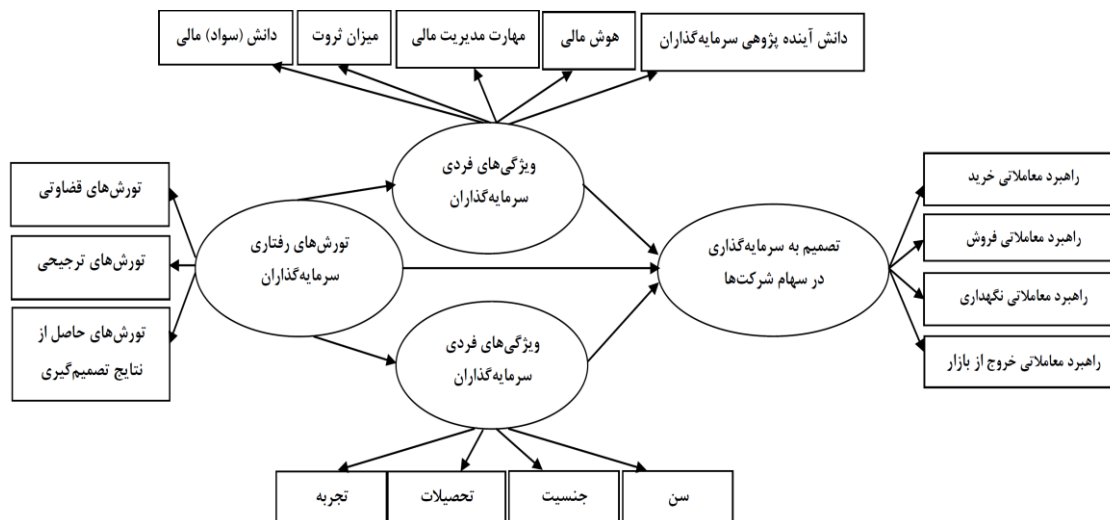 دانش آینده پژوهی سرمایه‌گذاران
هوش مالی
مهارت مدیریت مالی
میزان ثروت
دانش (سواد) مالی
ویژگی‌های فردی
سرمایه‌گذاران
راهبرد معاملاتی خرید
راهبرد معاملاتی فروش
راهبرد معاملاتی نگهداری
راهبرد معاملاتی خروج از بازار
تصمیم به سرمایه‌گذاری
در سهام شرکت‌ها
تورش‌های رفتاری
سرمایه‌گذاران
تورش‌های قضاوتی
تورش‌های ترجیحی
تورش‌های حاصل از
نتایج تصمیم‌گیری
ویژگی‌های فردی
سرمایه‌گذاران
سن
جنسیت
تحصیلات
تجربه